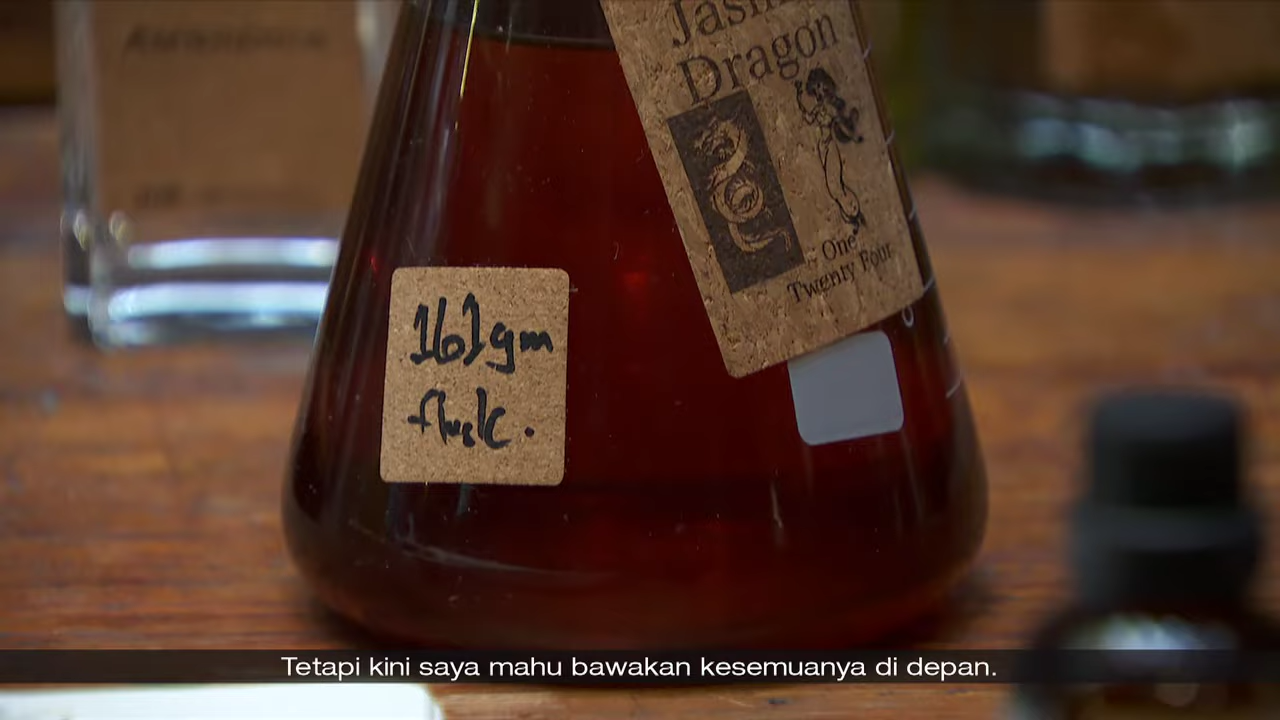 Dragon
One
Twenty Four
161gm
flask.
Tetapi kini saya mahu bawakan kesemuanya di depan.